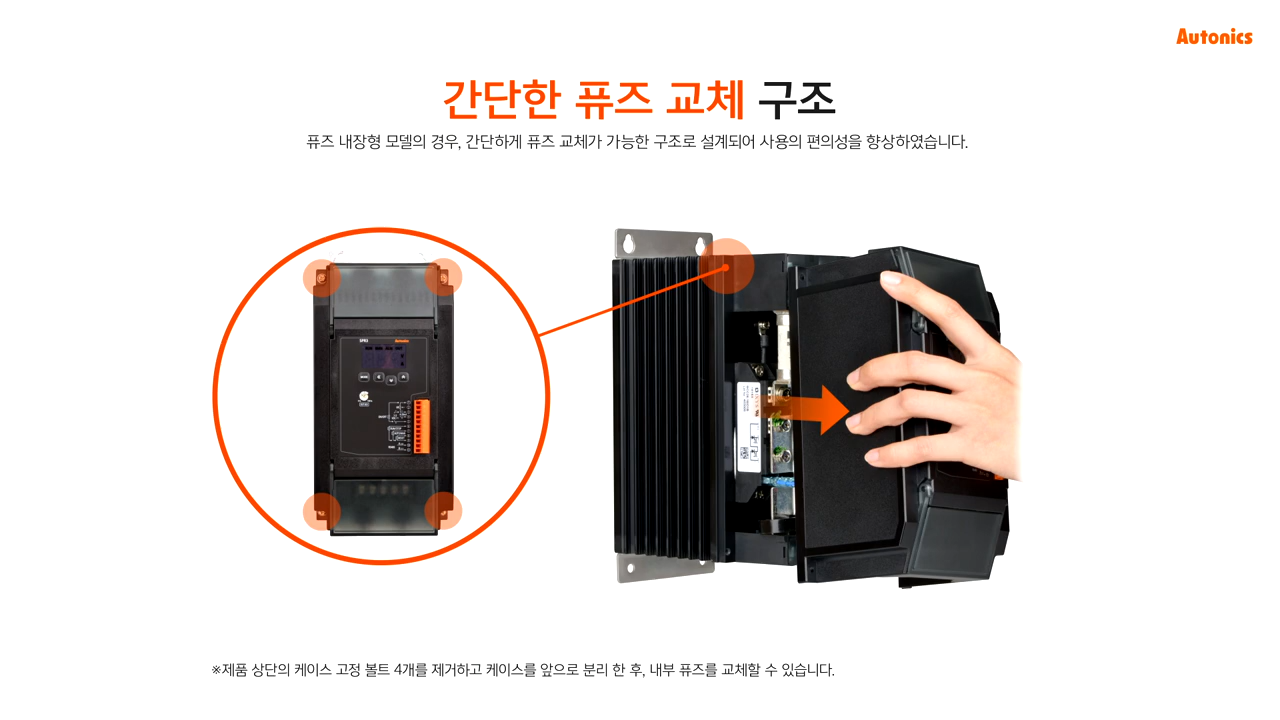 Autonics
간단한 퓨즈 교체 구조
퓨즈 내장형 모델의 경우, 간단하게 퓨즈 교체가 가능한 구조로 설계되어 사용의 편의성을 향상하였습니다.
SPR3
Autonics
MODE
※제품 상단의 케이스 고정 볼트 4개를 제거하고 케이스를 앞으로 분리 한 후, 내부 퓨즈를 교체할 수 있습니다.